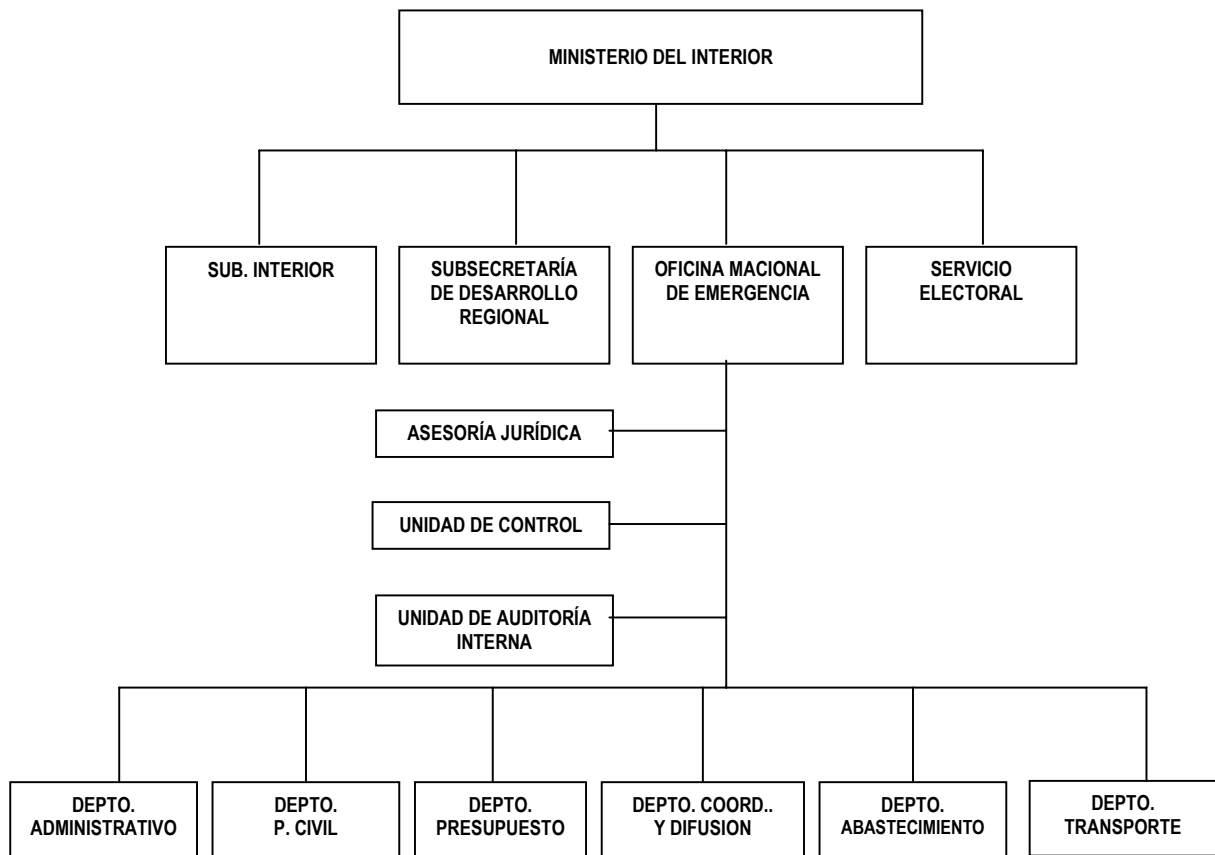 MINISTERIO DEL INTERIOR
SUB. INTERIOR
SUBSECRETARÍA
DE DESARROLLO
REGIONAL
OFICINA MACIONAL
DE EMERGENCIA
SERVICIO
ELECTORAL
ASESORÍA JURÍDICA
UNIDAD DE CONTROL
UNIDAD DE AUDITORÍA
INTERNA
DEPTO.
ADMINISTRATIVO
DEPTO.
P. CIVIL
DEPTO.
PRESUPUESTO
DEPTO. COORD..
Y DIFUSION
DEPTO.
ABASTECIMIENTO
DEPTO.
TRANSPORTE